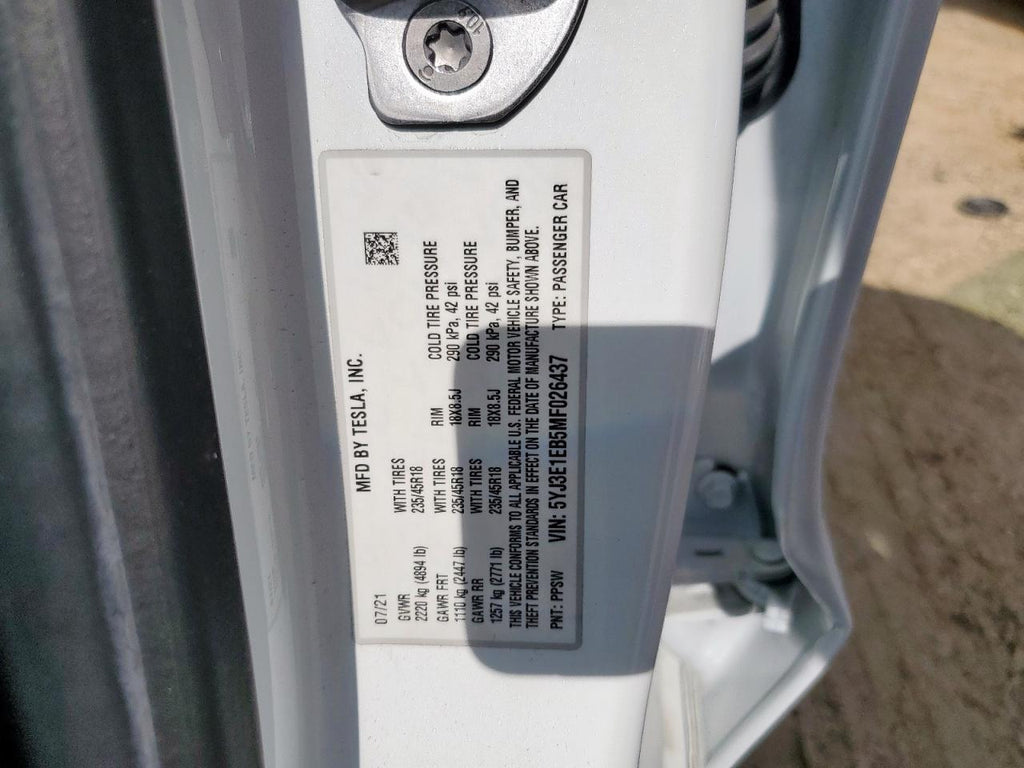 MFD BY TESLA, INC.
07/21
GVWR WITH TIRES RIM COLD TIRE PRESSURE
2220 kg (4894 lb) 235/45R18 18X8.5J 290 kPa, 42 psi
GAWR FRT WITH TIRES RIM COLD TIRE PRESSURE
1110 kg (2447 lb) 235/45R18 18X8.5J 290 kPa, 42 psi
GAWR RR WITH TIRES
1257 kg (2771 lb) 235/45R18
THIS VEHICLE CONFORMS TO ALL APPLICABLE U.S. FEDERAL MOTOR VEHICLE SAFETY, BUMPER, AND
THEFT PREVENTION STANDARDS IN EFFECT ON THE DATE OF MANUFACTURE SHOWN ABOVE.
PNT: PPSW VIN: 5YJ3E1EB5MF026437 TYPE: PASSENGER CAR